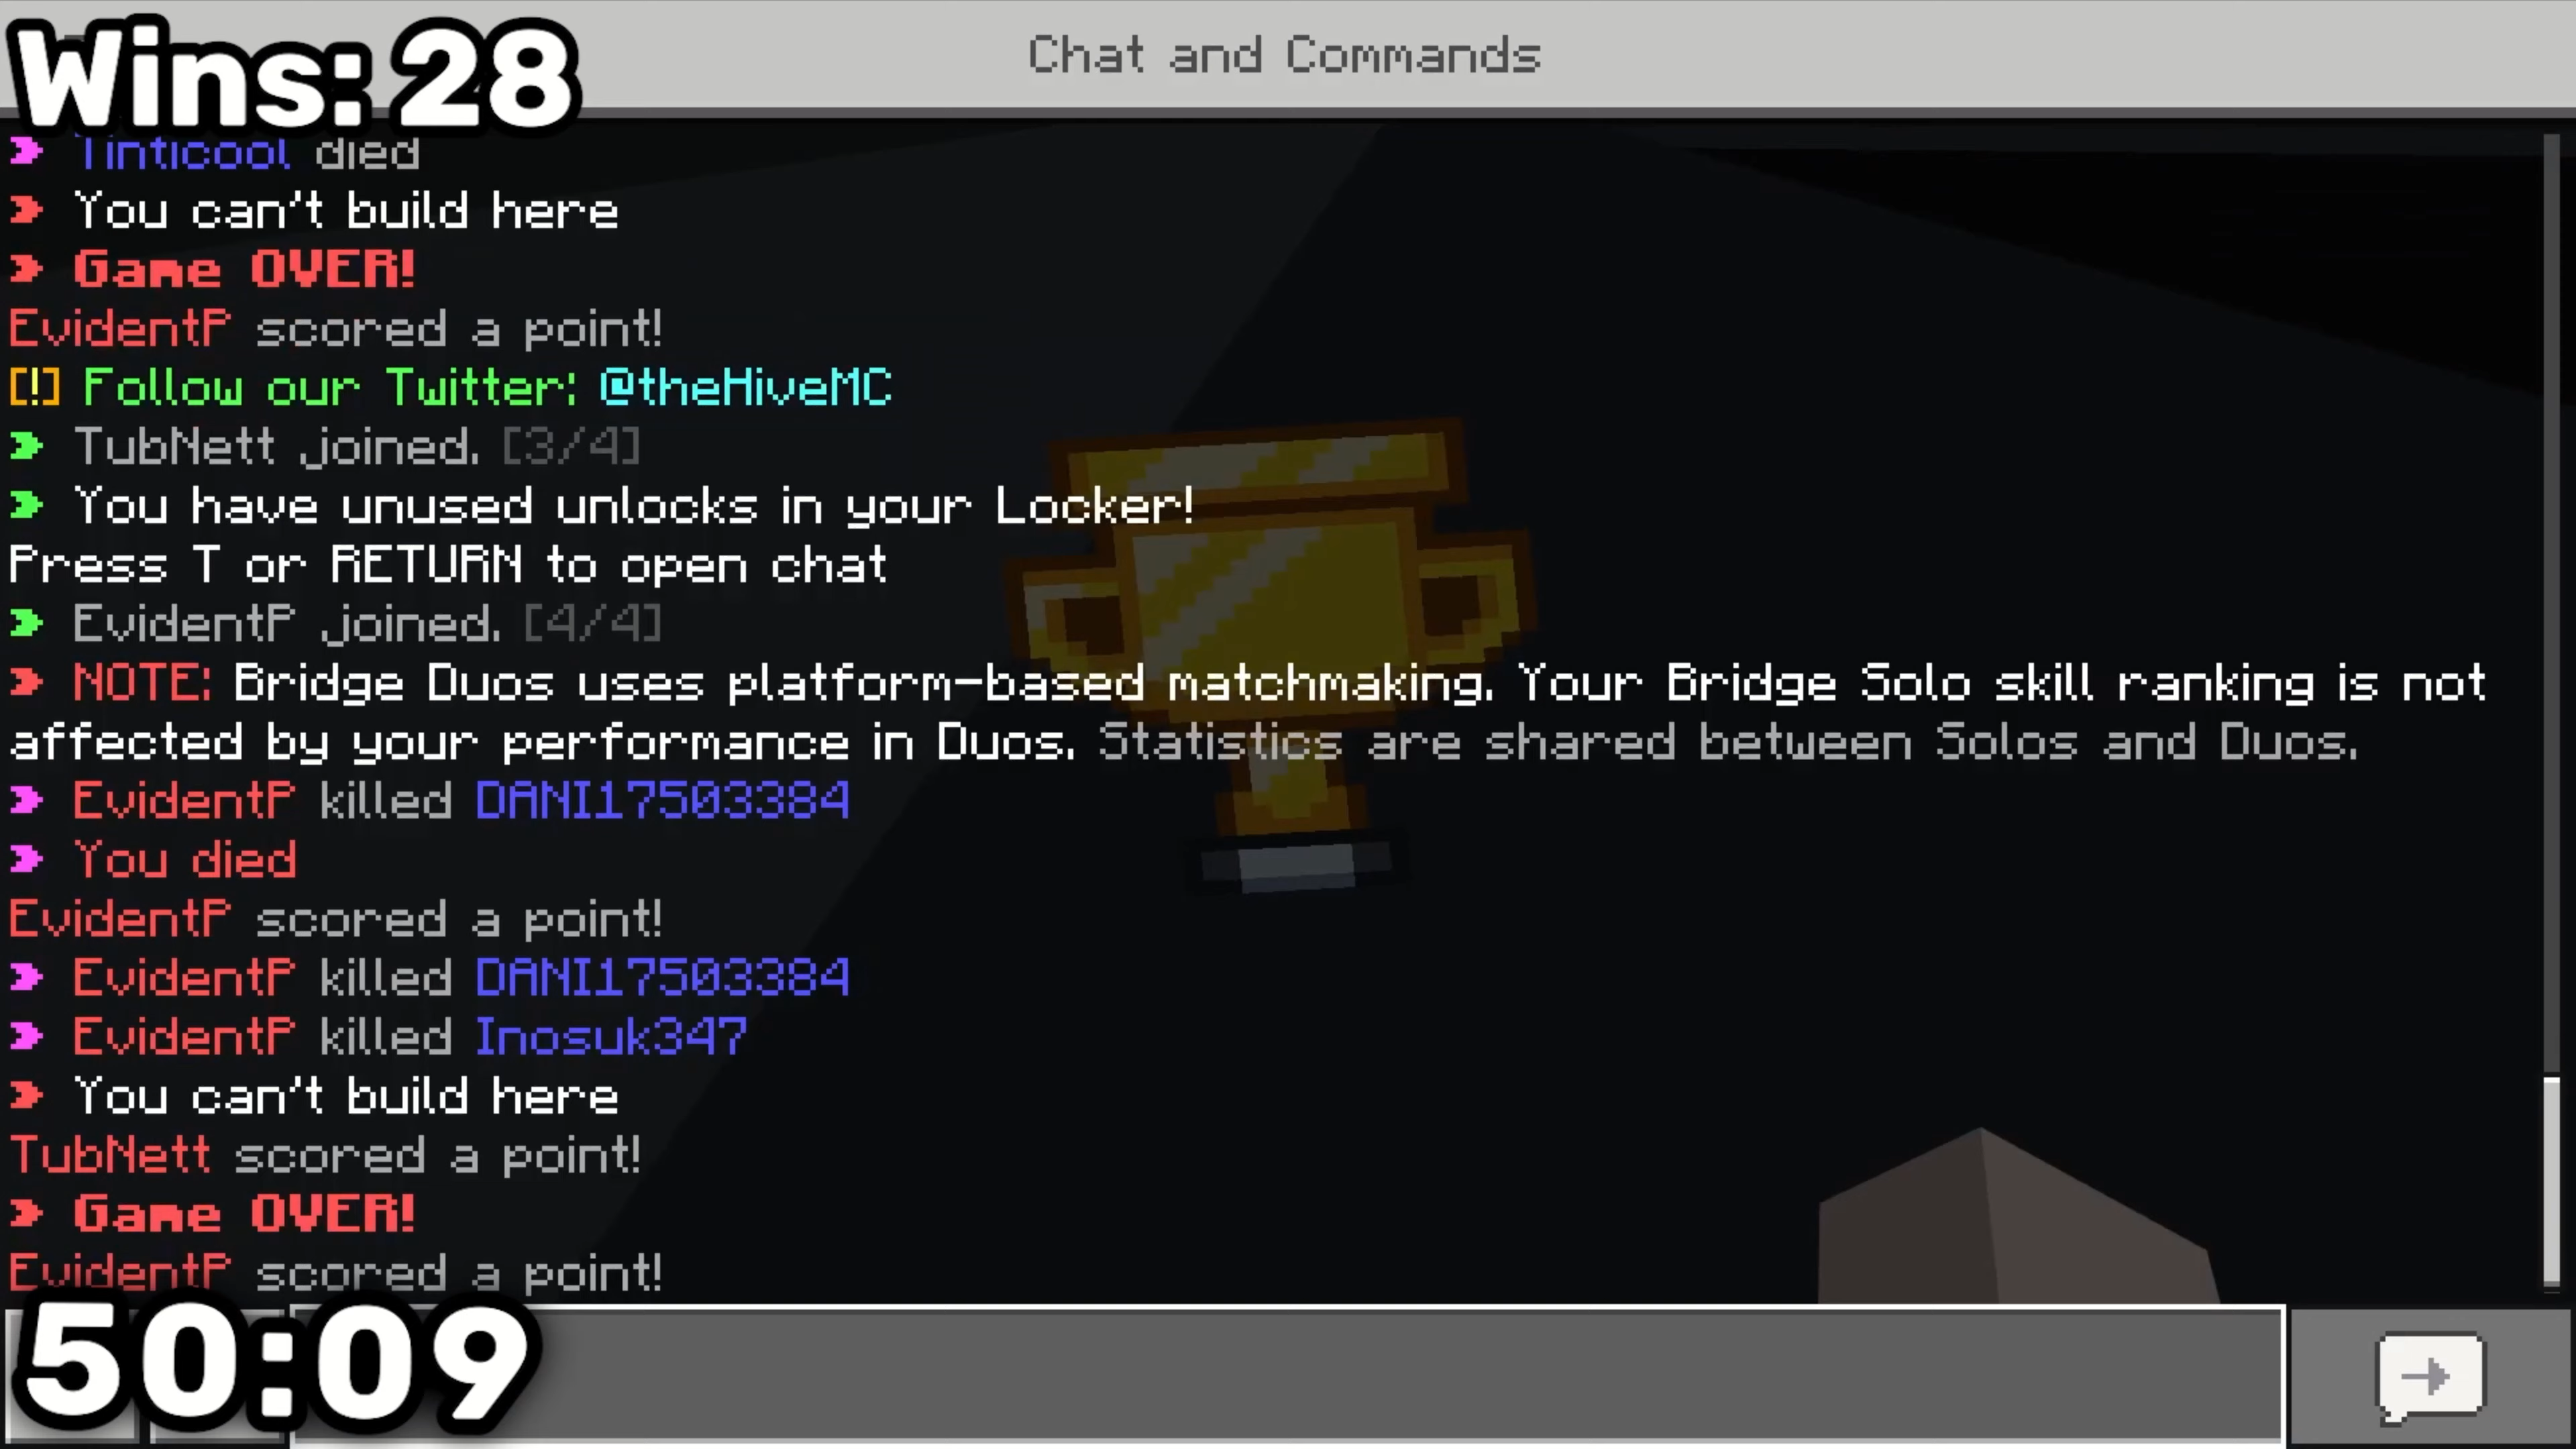 Wins: 28
Chat and Commands
Tinticool died
You can't build here
Game OVER!
EvidentP scored a point!
[!] Follow our Twitter: @theHiveMC
TubNett joined. [3/4]
You have unused unlocks in your Locker!
Press T or RETURN to open chat
EvidentP joined. [4/4]
NOTE: Bridge Duos uses platform-based matchmaking. Your Bridge Solo skill ranking is not
affected by your performance in Duos. Statistics are shared between Solos and Duos.
EvidentP killed DANI17503384
You died
EvidentP scored a point!
EvidentP killed DANI17503384
EvidentP killed Inosuk347
You can't build here
TubNett scored a point!
Game OVER!
EvidentP scored a point!
50:09